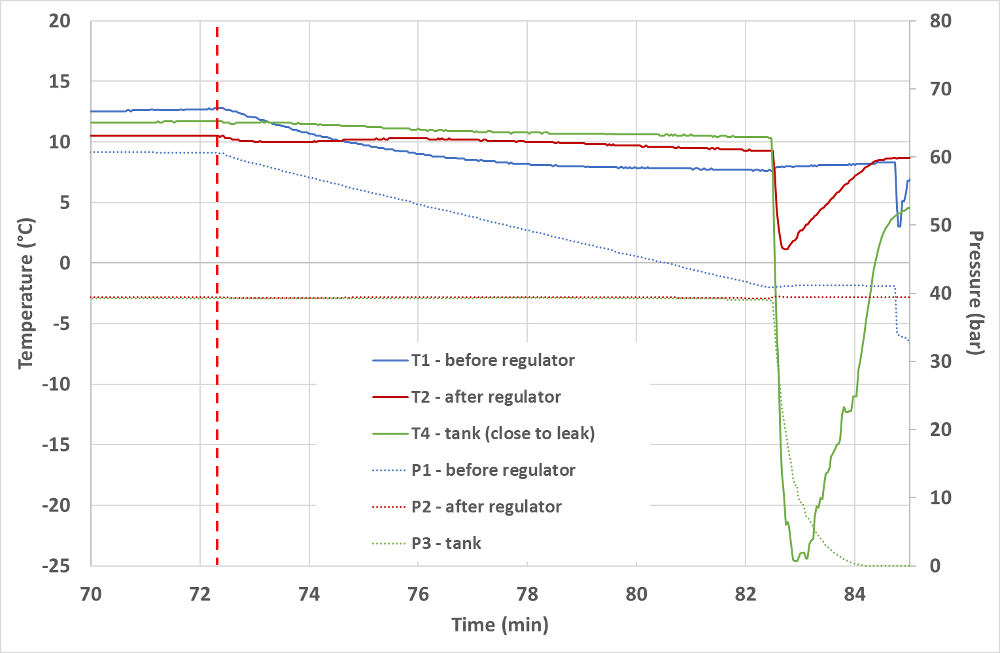 20
15
10
5
0
-5
-10
-15
-20
-25
Temperature (°C)
80
70
60
50
40
30
20
10
0
Pressure (bar)
T1 - before regulator
T2 - after regulator
T4 - tank (close to leak)
P1 - before regulator
P2 - after regulator
P3 - tank
70 72 74 76 78 80 82 84
Time (min)